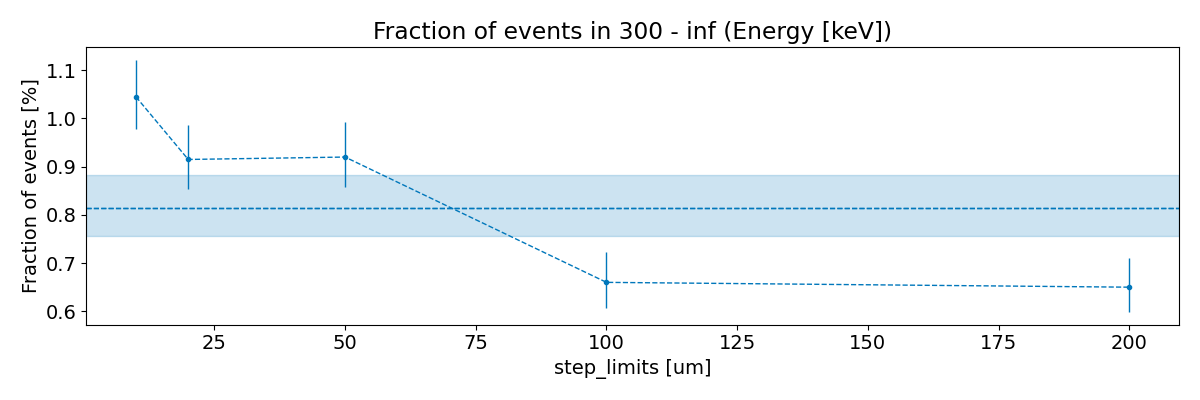 Fraction of events in 300 - inf (Energy [keV])
Fraction of events [%]
1.1
1.0
0.9
0.8
0.7
0.6
25 50 75 100 125 150 175 200
step_limits [um]